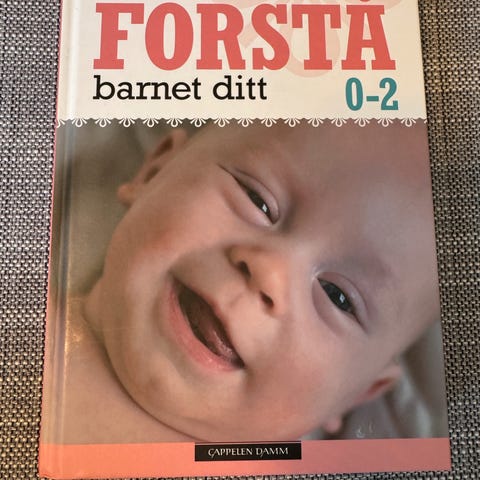 FORSTÅ
barnet ditt
0-2
CAPPELEN DAMM